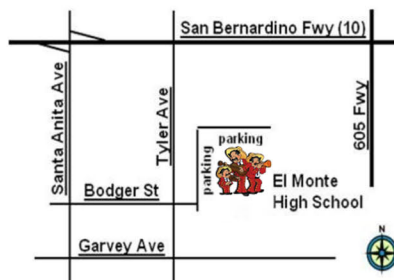 San Bernardino Fwy (10)
Santa Anita Ave
Tyler Ave
605 Fwy
parking
parking
El Monte
High School
Bodger St
Garvey Ave
N